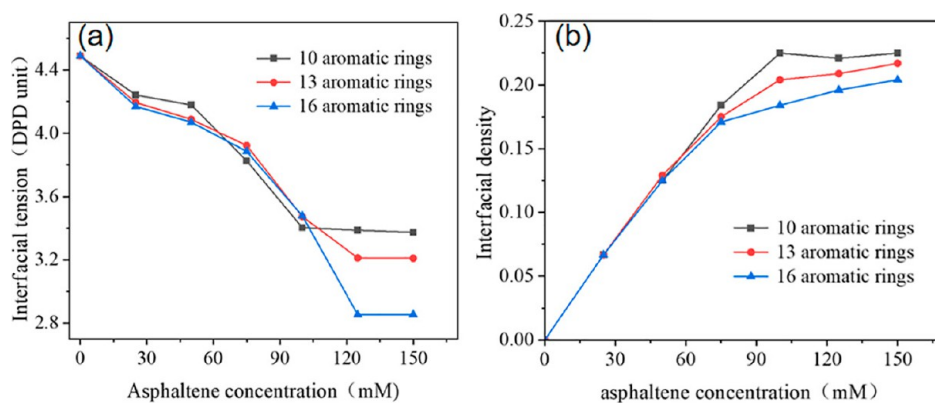 (a)
10 aromatic rings
13 aromatic rings
16 aromatic rings
Interfacial tension（DPD unit）
4.4
4.0
3.6
3.2
2.8
0 30 60 90 120 150
Asphaltene concentration（mM）
(b)
10 aromatic rings
13 aromatic rings
16 aromatic rings
Interfacial density
0.25
0.20
0.15
0.10
0.05
0.00
0 30 60 90 120 150
asphaltene concentration（mM）